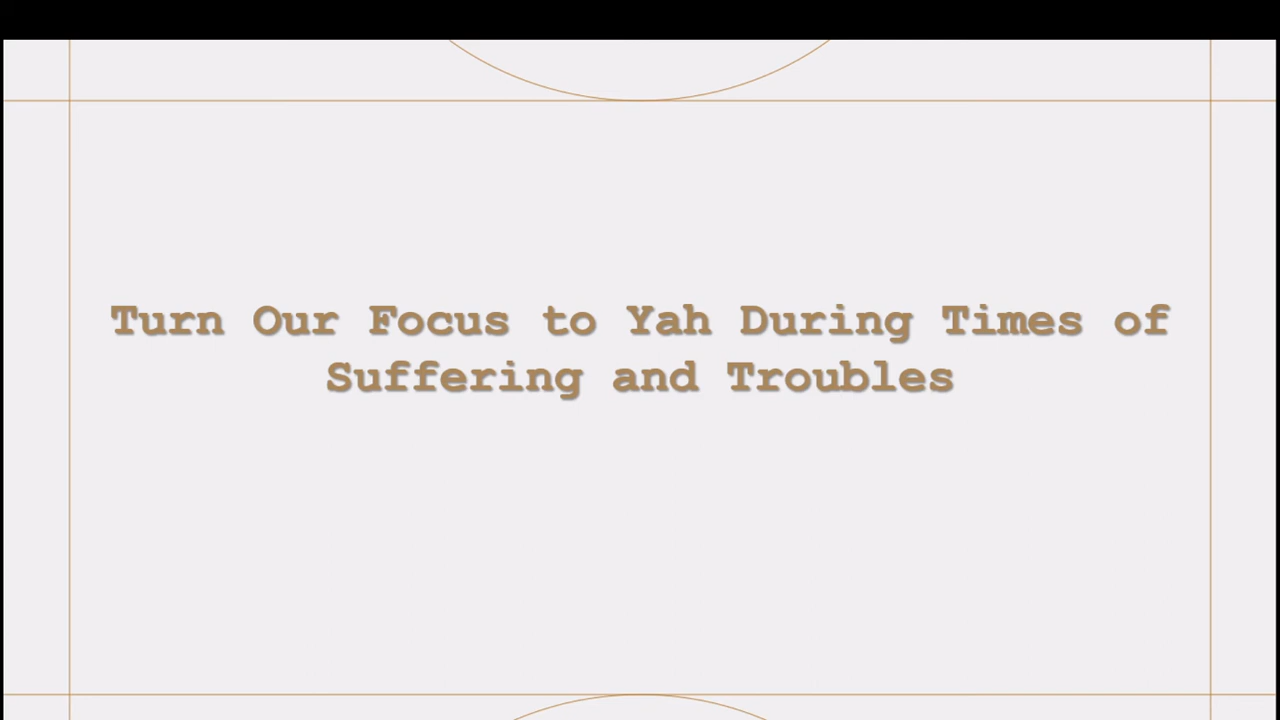 Turn Our Focus to Yah During Times of
Suffering and Troubles